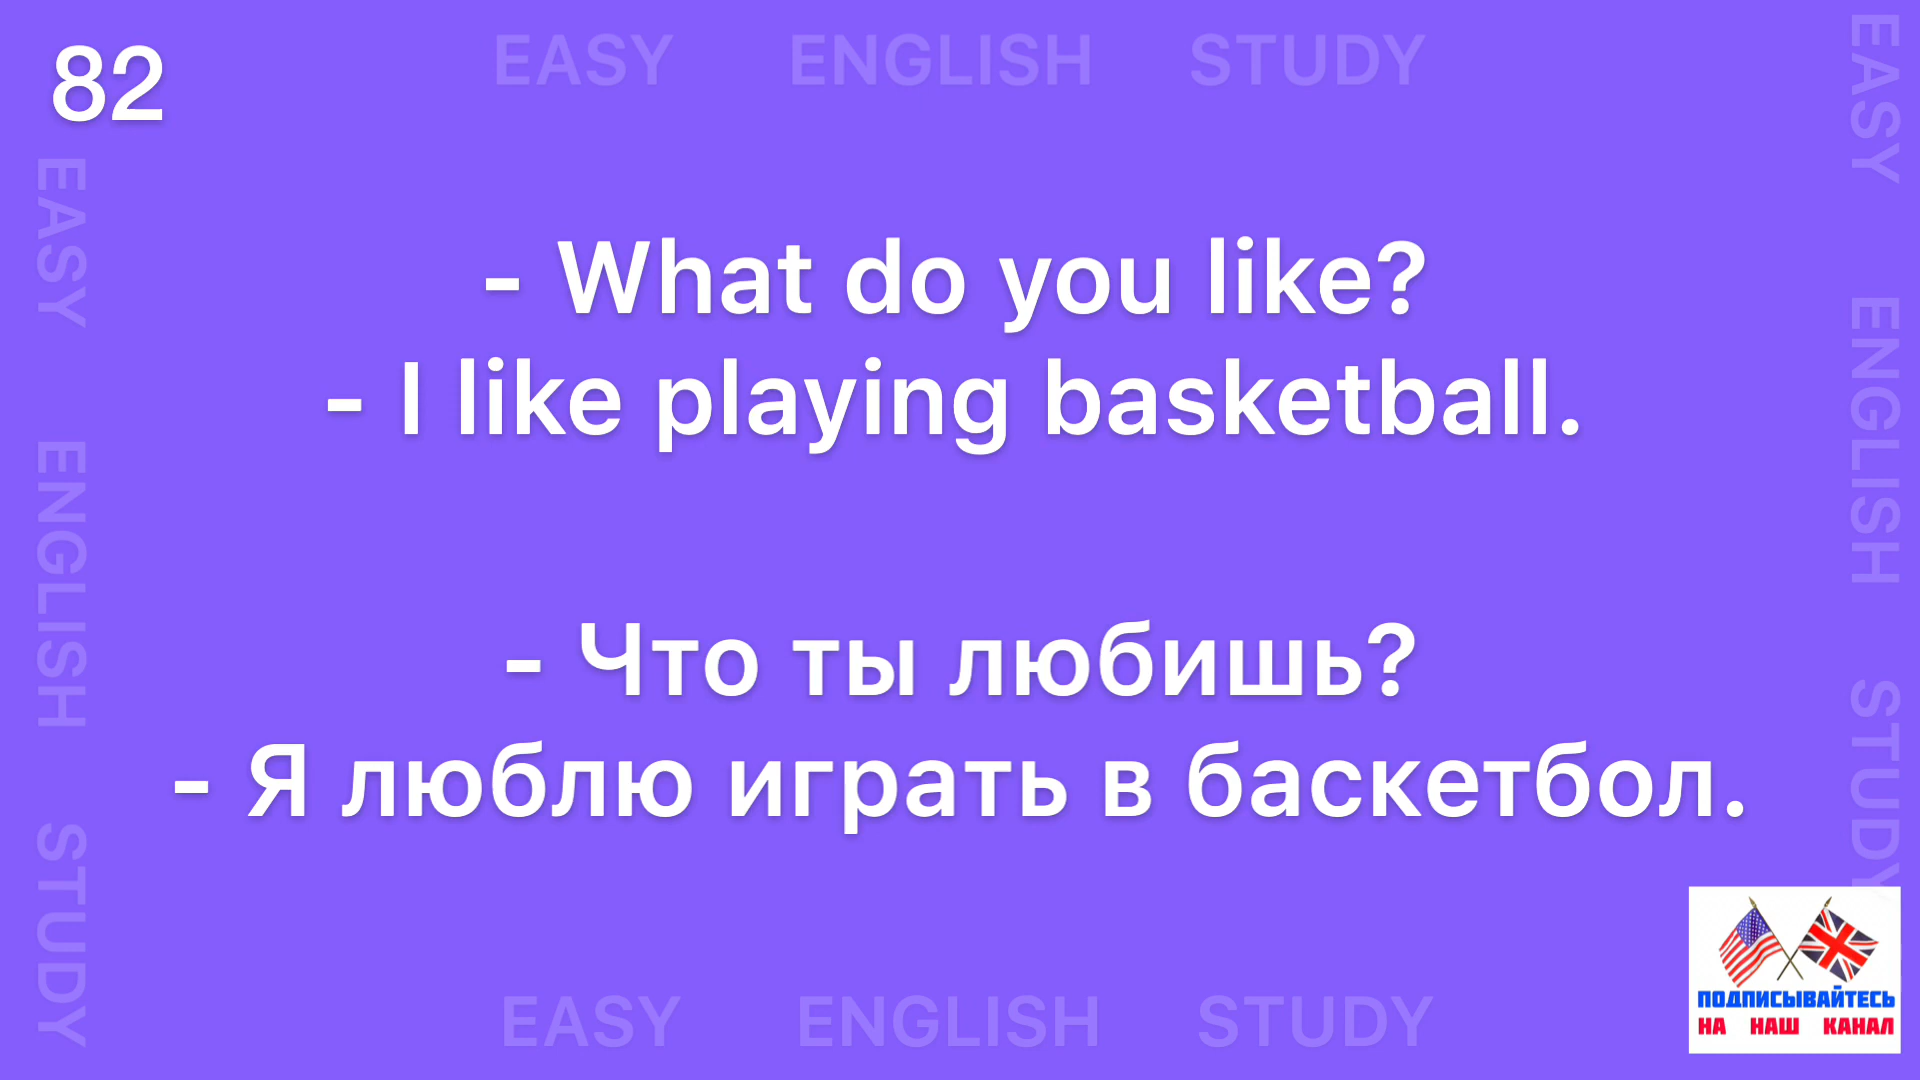 82
EASY ENGLISH STUDY
EASY ENGLISH STUDY
EASY ENGLISH STUDY
- What do you like?
- I like playing basketball.
- Что ты любишь?
- Я люблю играть в баскетбол.
EASY ENGLISH STUDY
ПОДПИСЫВАЙТЕСЬ
НА НАШ КАНАЛ